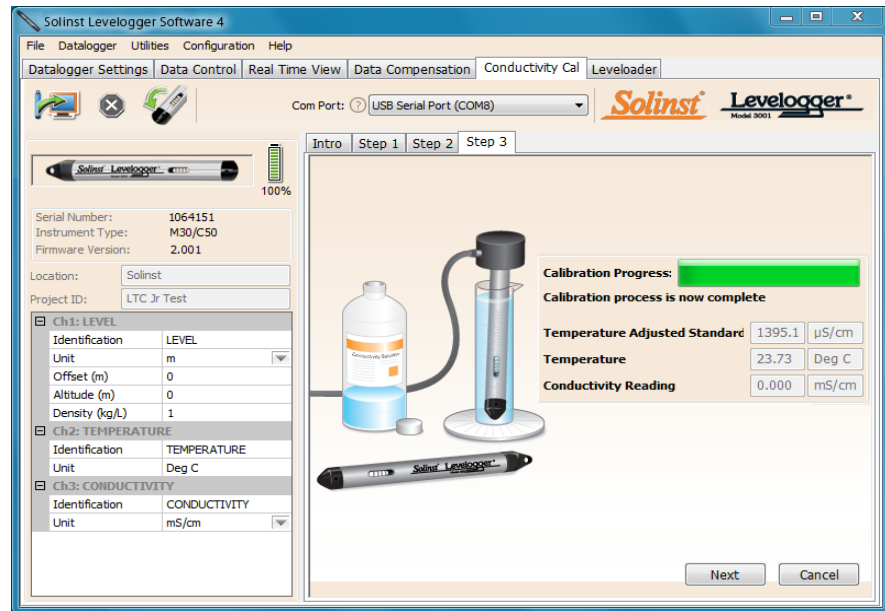 Solinst Levelogger Software 4
File Datalogger Utilities Configuration Help
Datalogger Settings Data Control Real Time View Data Compensation Conductivity Cal Leveloader
Com Port: ? USB Serial Port (COM8)
Solinst Levelogger
Model 3001
Intro Step 1 Step 2 Step 3
Solinst Levelogger
100%
Serial Number: 1064151
Instrument Type: M30/C50
Firmware Version: 2.001
Location: Solinst
Project ID: LTC Jr Test
Ch1: LEVEL
Identification LEVEL
Unit m
Offset (m) 0
Altitude (m) 0
Density (kg/L) 1
Ch2: TEMPERATURE
Identification TEMPERATURE
Unit Deg C
Ch3: CONDUCTIVITY
Identification CONDUCTIVITY
Unit mS/cm
Conductivity Solution
Solinst Levelogger
Calibration Progress:
Calibration process is now complete
Temperature Adjusted Standard 1395.1 µS/cm
Temperature 23.73 Deg C
Conductivity Reading 0.000 mS/cm
Next Cancel